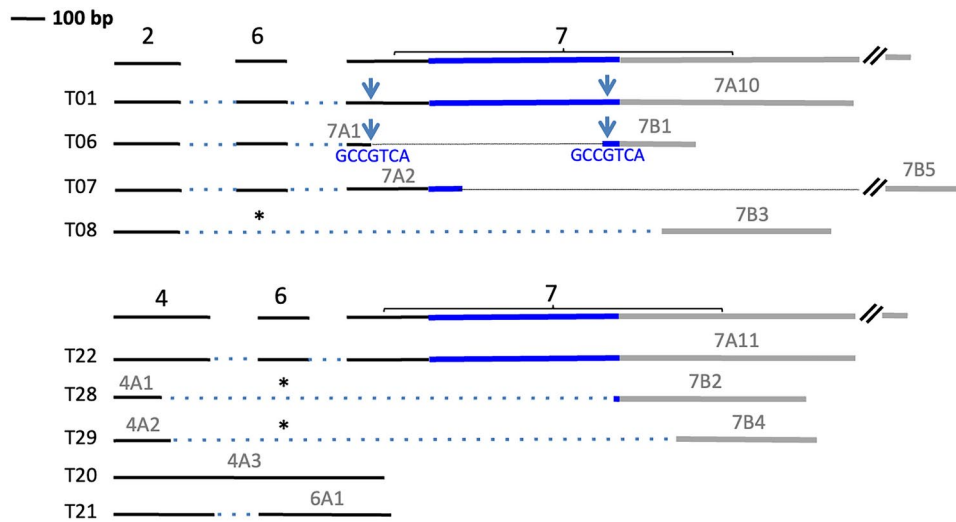 100 bp
2 6 7
T01 7A10
T06 7A1 7B1
GCCGTCA GCCGTCA
T07 7A2 7B5
T08 * 7B3
4 6 7
T22 7A11
T28 4A1 * 7B2
T29 4A2 * 7B4
T20 4A3
T21 6A1